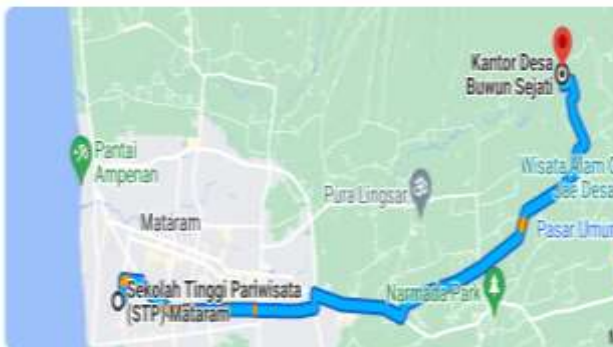 Kantor Desa
Buwun Sejati
Pantai
Ampenan
Wisata Alam
Desa
Pura Lingsar
Mataram
Pasar Umum
Narmada Park
Sekolah Tinggi Pariwisata
(STP) Mataram